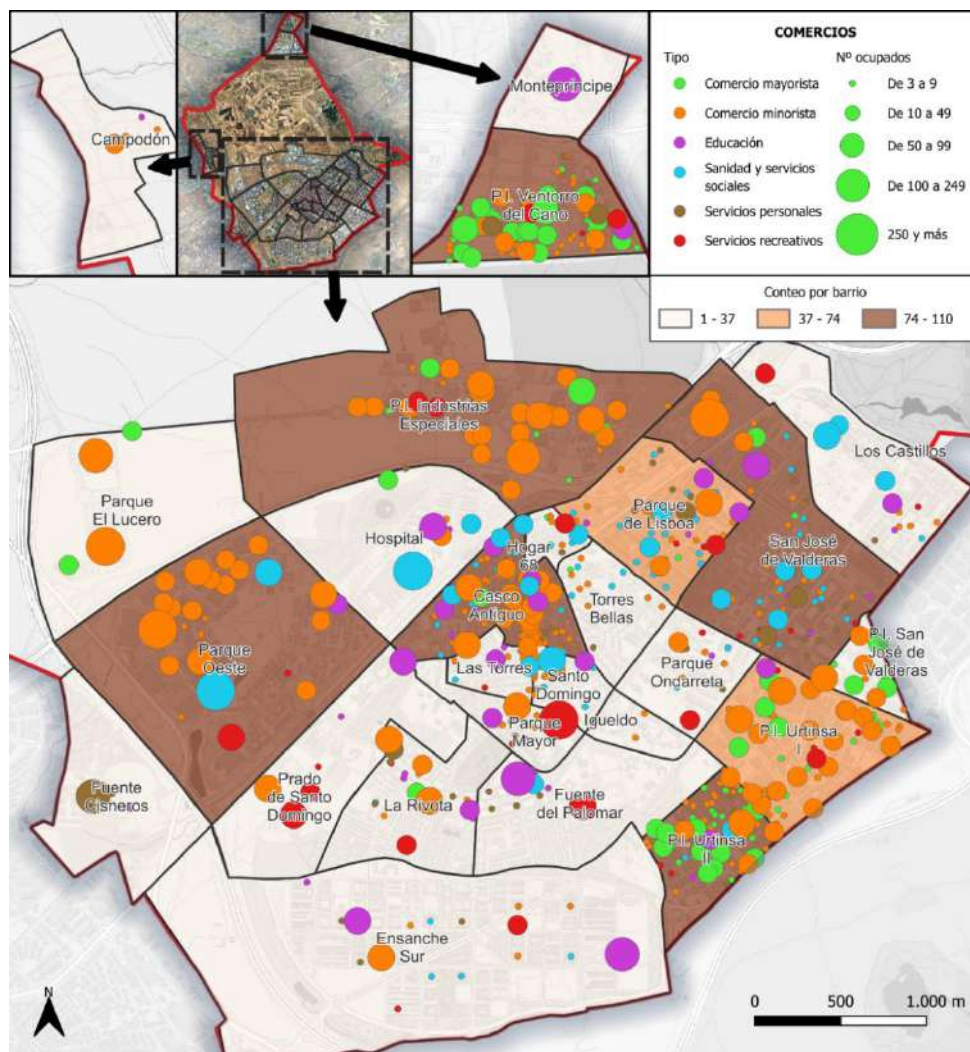 Campodón
Montepríncipe
P.I. Ventorro
del Cano
COMERCIOS
Tipo
Nº ocupados
Comercio mayorista
De 3 a 9
Comercio minorista
De 10 a 49
Educación
De 50 a 99
Sanidad y servicios
sociales
De 100 a 249
Servicios personales
Servicios recreativos
250 y más
Conteo por barrio
1 - 37
37 - 74
74 - 110
P.I. Industrias
Especiales
Los Castillos
Parque
El Lucero
Parque
de Lisboa
Hospital
Hogar
68
San José
de Valderas
Casco
Antiguo
Torres
Bellas
Parque
Oeste
Las Torres
Santo
Domingo
Parque
Ondarreta
P.I. San
José de
Valderas
Parque
Mayor
Iqueldo
P.I. Urtinsa
I
Fuente
Cisneros
Prado
de Santo
Domingo
La Rivota
Fuente
del Palomar
P.I. Urtinsa
II
Ensanche
Sur
N
0 500 1.000 m